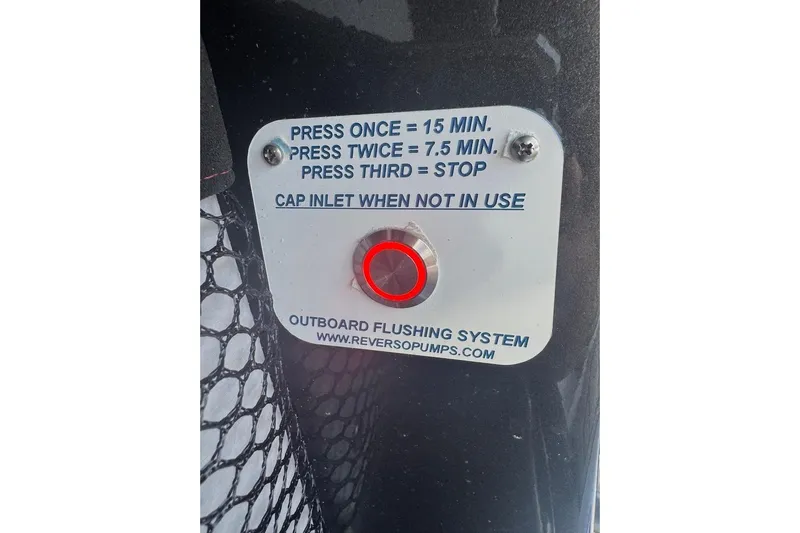 PRESS ONCE = 15 MIN.
PRESS TWICE = 7.5 MIN.
PRESS THIRD = STOP
CAP INLET WHEN NOT IN USE
OUTBOARD FLUSHING SYSTEM
WWW.REVERSOPUMPS.COM